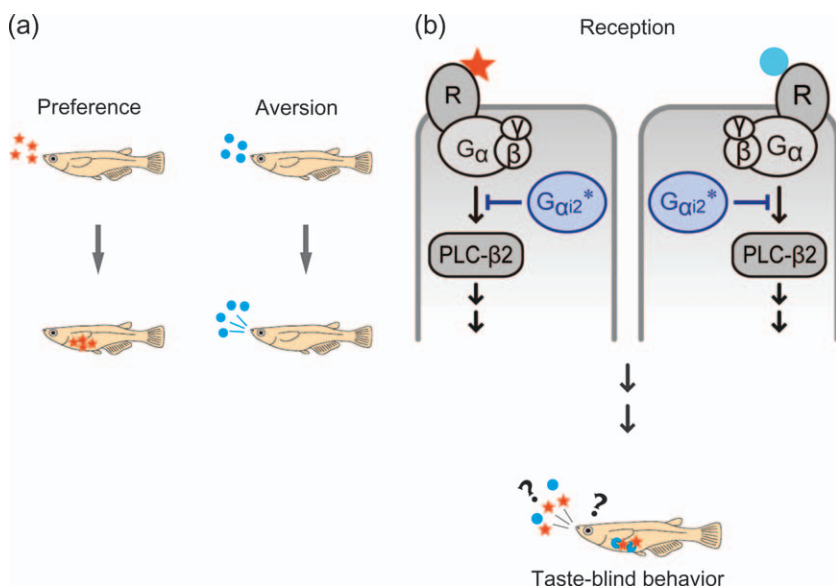 (a)
Preference
Aversion
(b)
Reception
R
Gα
γ
β
Gαi2*
PLC-β2
R
γ
β
Gα
Gαi2*
PLC-β2
?
?
Taste-blind behavior